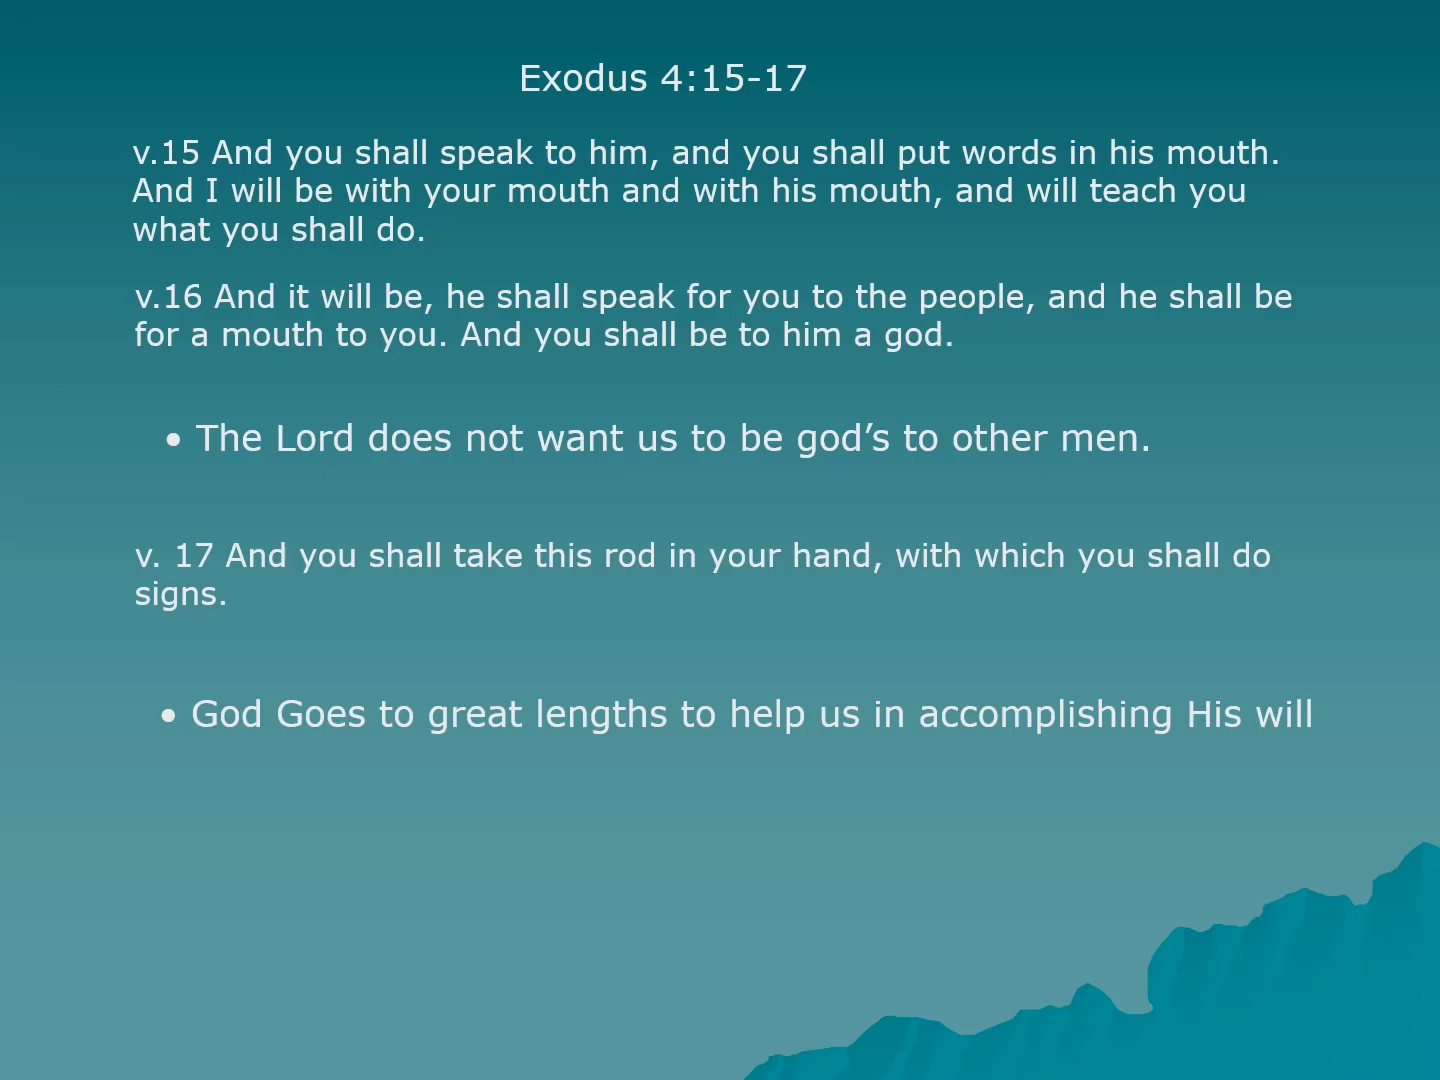 Exodus 4:15-17
v.15 And you shall speak to him, and you shall put words in his mouth.
And I will be with your mouth and with his mouth, and will teach you
what you shall do.
v.16 And it will be, he shall speak for you to the people, and he shall be
for a mouth to you. And you shall be to him a god.
• The Lord does not want us to be god’s to other men.
v. 17 And you shall take this rod in your hand, with which you shall do
signs.
• God Goes to great lengths to help us in accomplishing His will